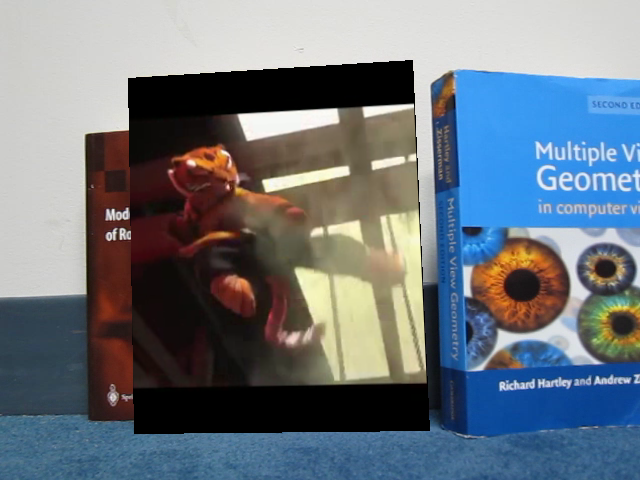 Mod
of Ro
Hartley and
Zisserman
Multiple View Geometry
SECOND ED
Multiple Vi
Geomet
in computer vi
Richard Hartley and Andrew Z